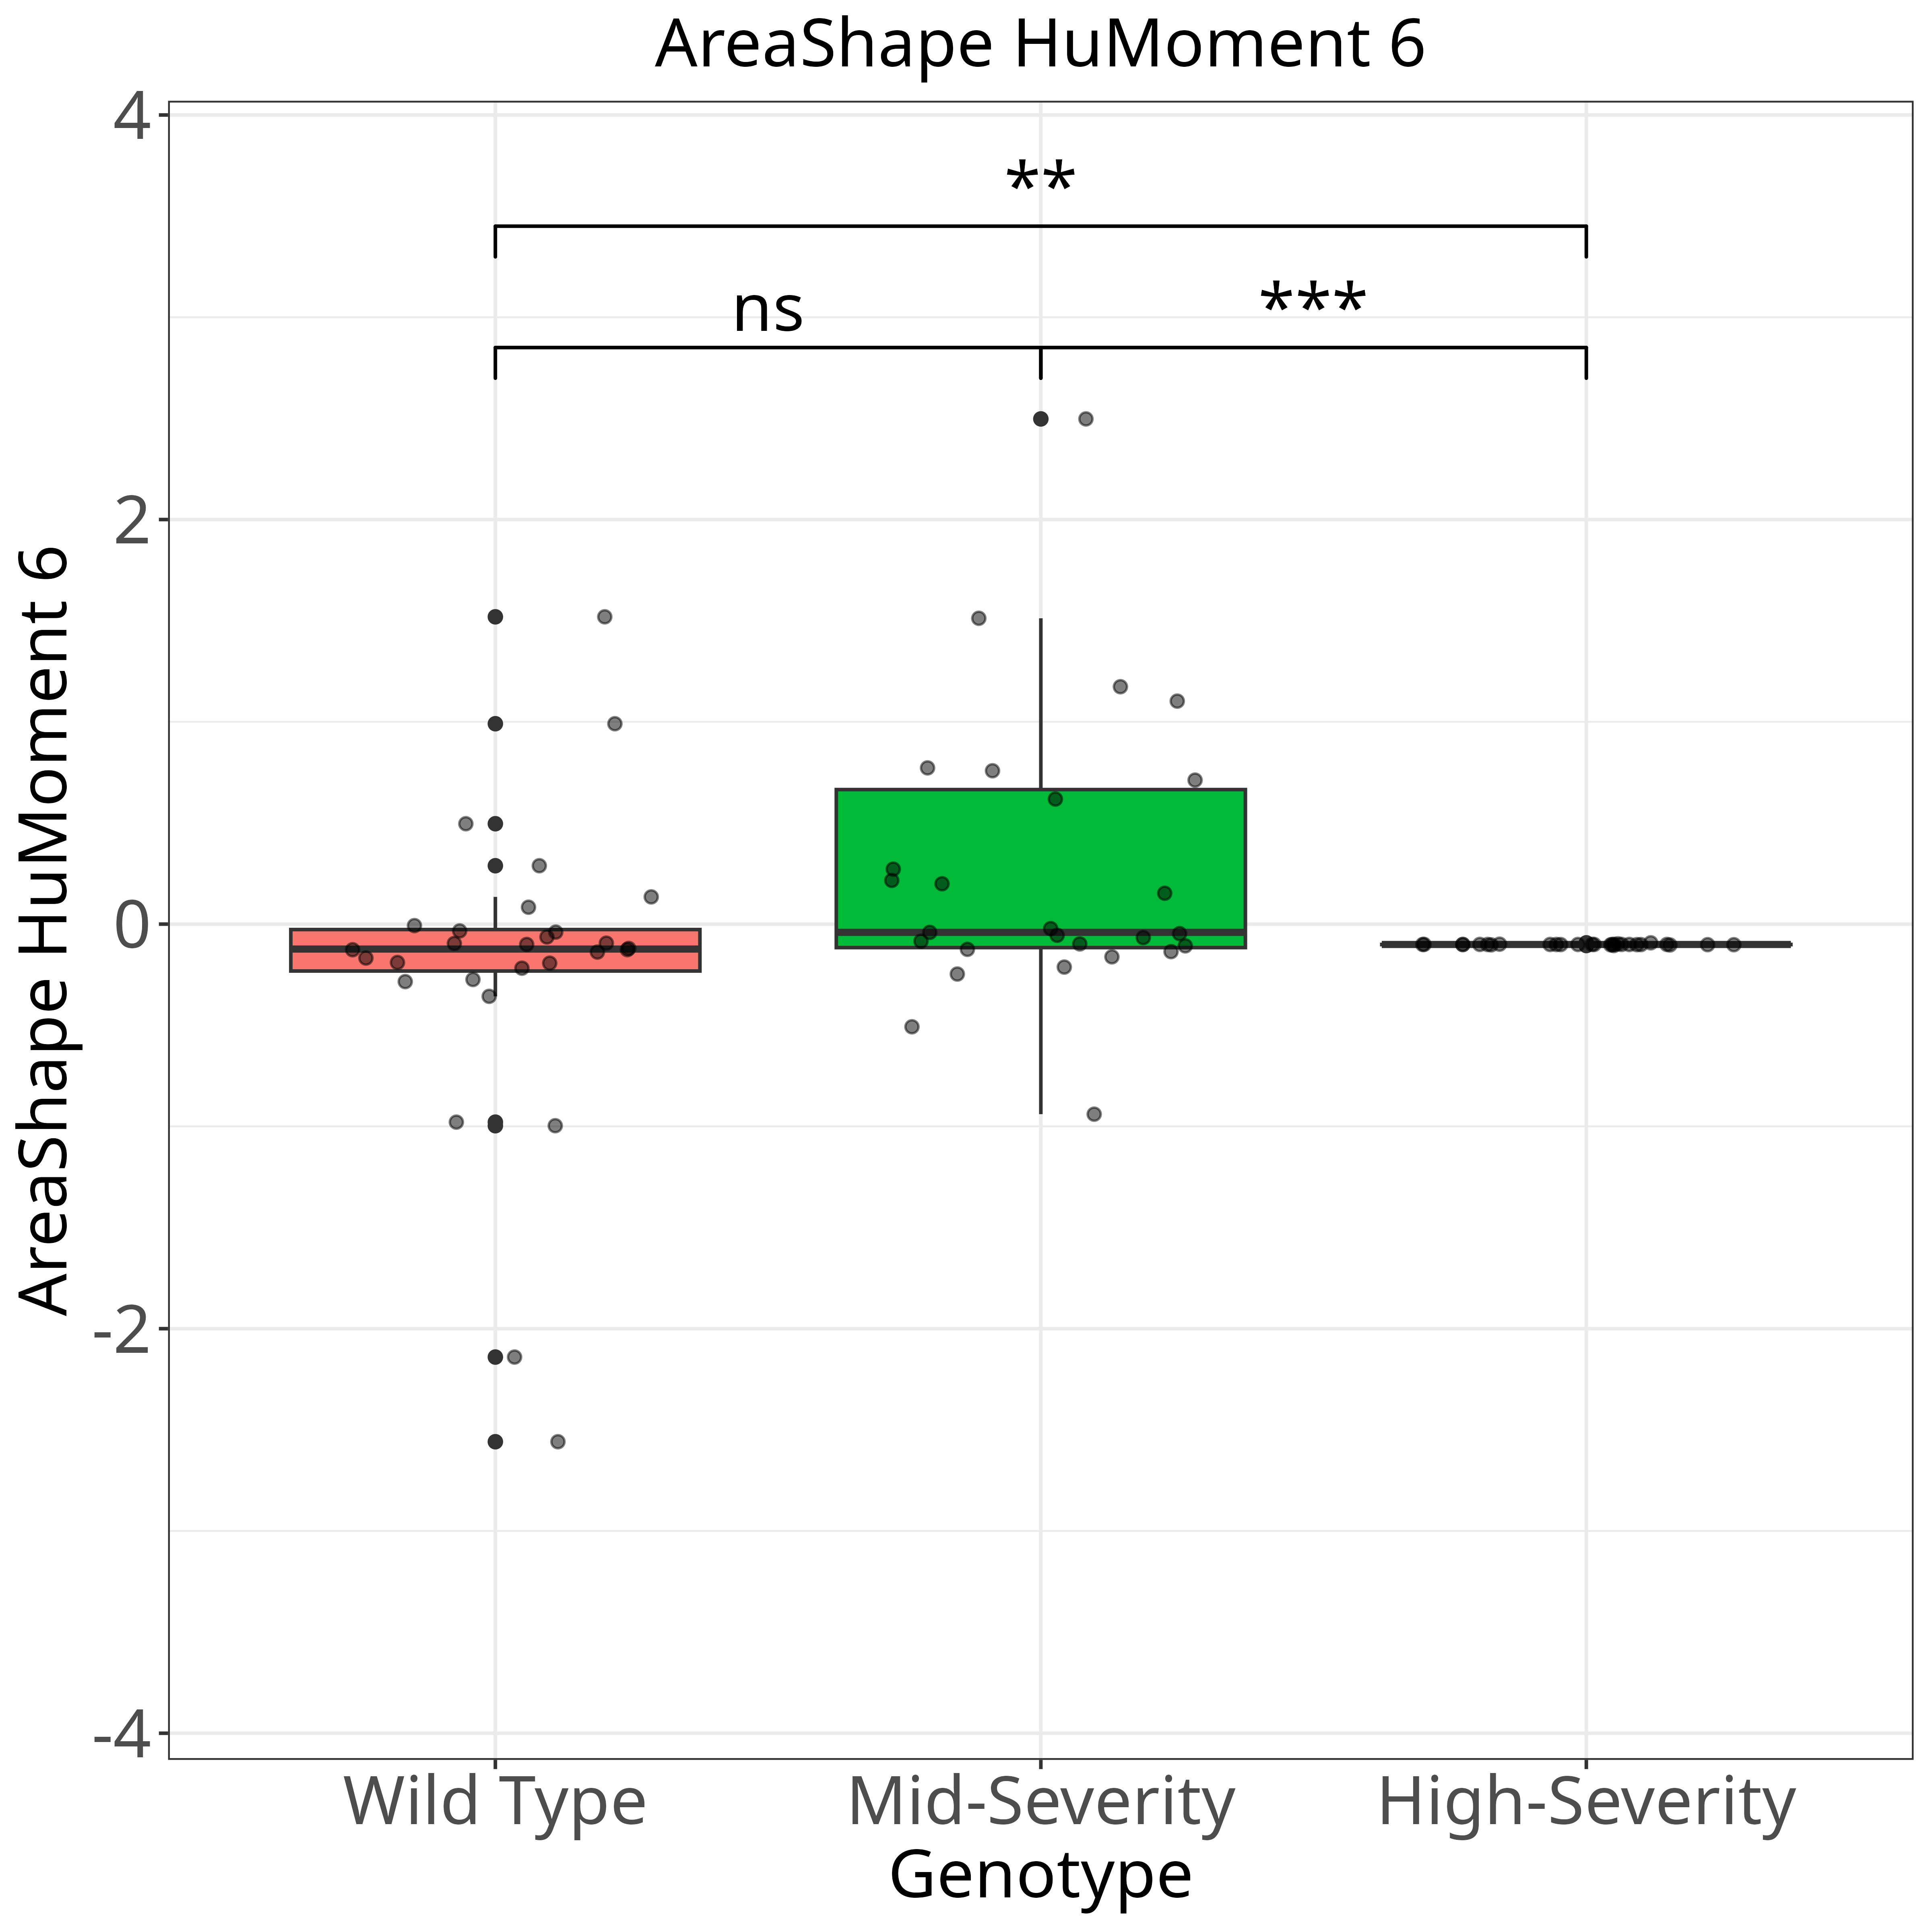 AreaShape HuMoment 6
AreaShape HuMoment 6
4
2
0
-2
-4
**
ns
***
Wild Type
Mid-Severity
High-Severity
Genotype